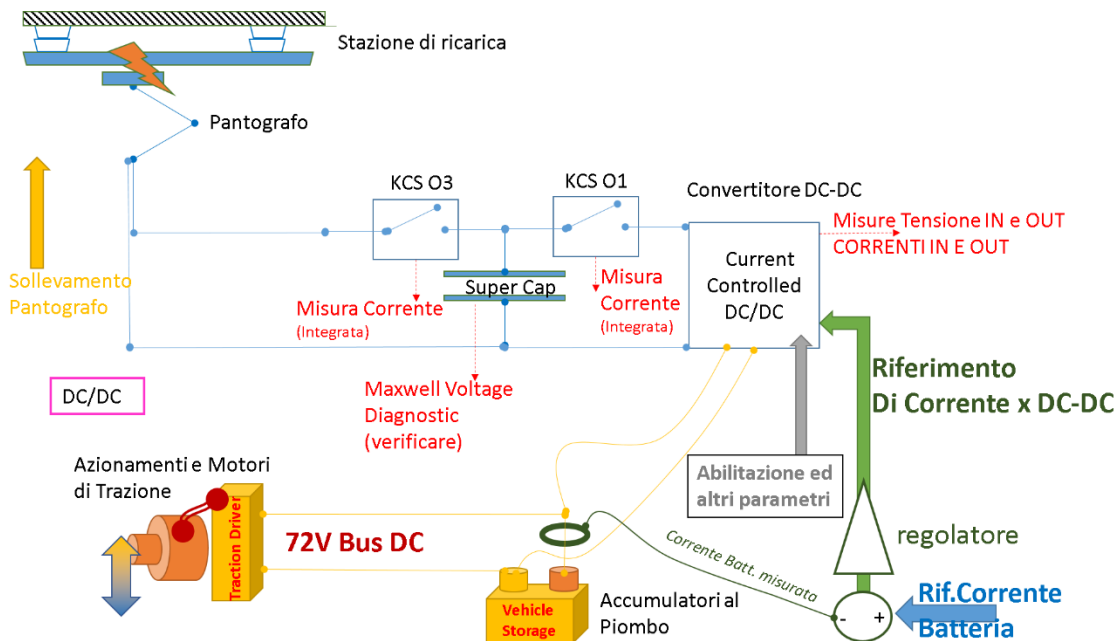 Stazione di ricarica
Pantografo
KCS O3
KCS O1
Convertitore DC-DC
Misure Tensione IN e OUT
CORRENTI IN E OUT
Sollevamento
Pantografo
Current
Controlled
DC/DC
Super Cap
Misura Corrente
(Integrata)
Misura
Corrente
(Integrata)
Riferimento
Di Corrente x DC-DC
DC/DC
Maxwell Voltage
Diagnostic
(verificare)
Azionamenti e Motori
di Trazione
Abilitazione ed
altri parametri
Traction Driver
72V Bus DC
Corrente Batt. misurata
regolatore
Vehicle
Storage
Accumulatori al
Piombo
- +
Rif.Corrente
Batteria